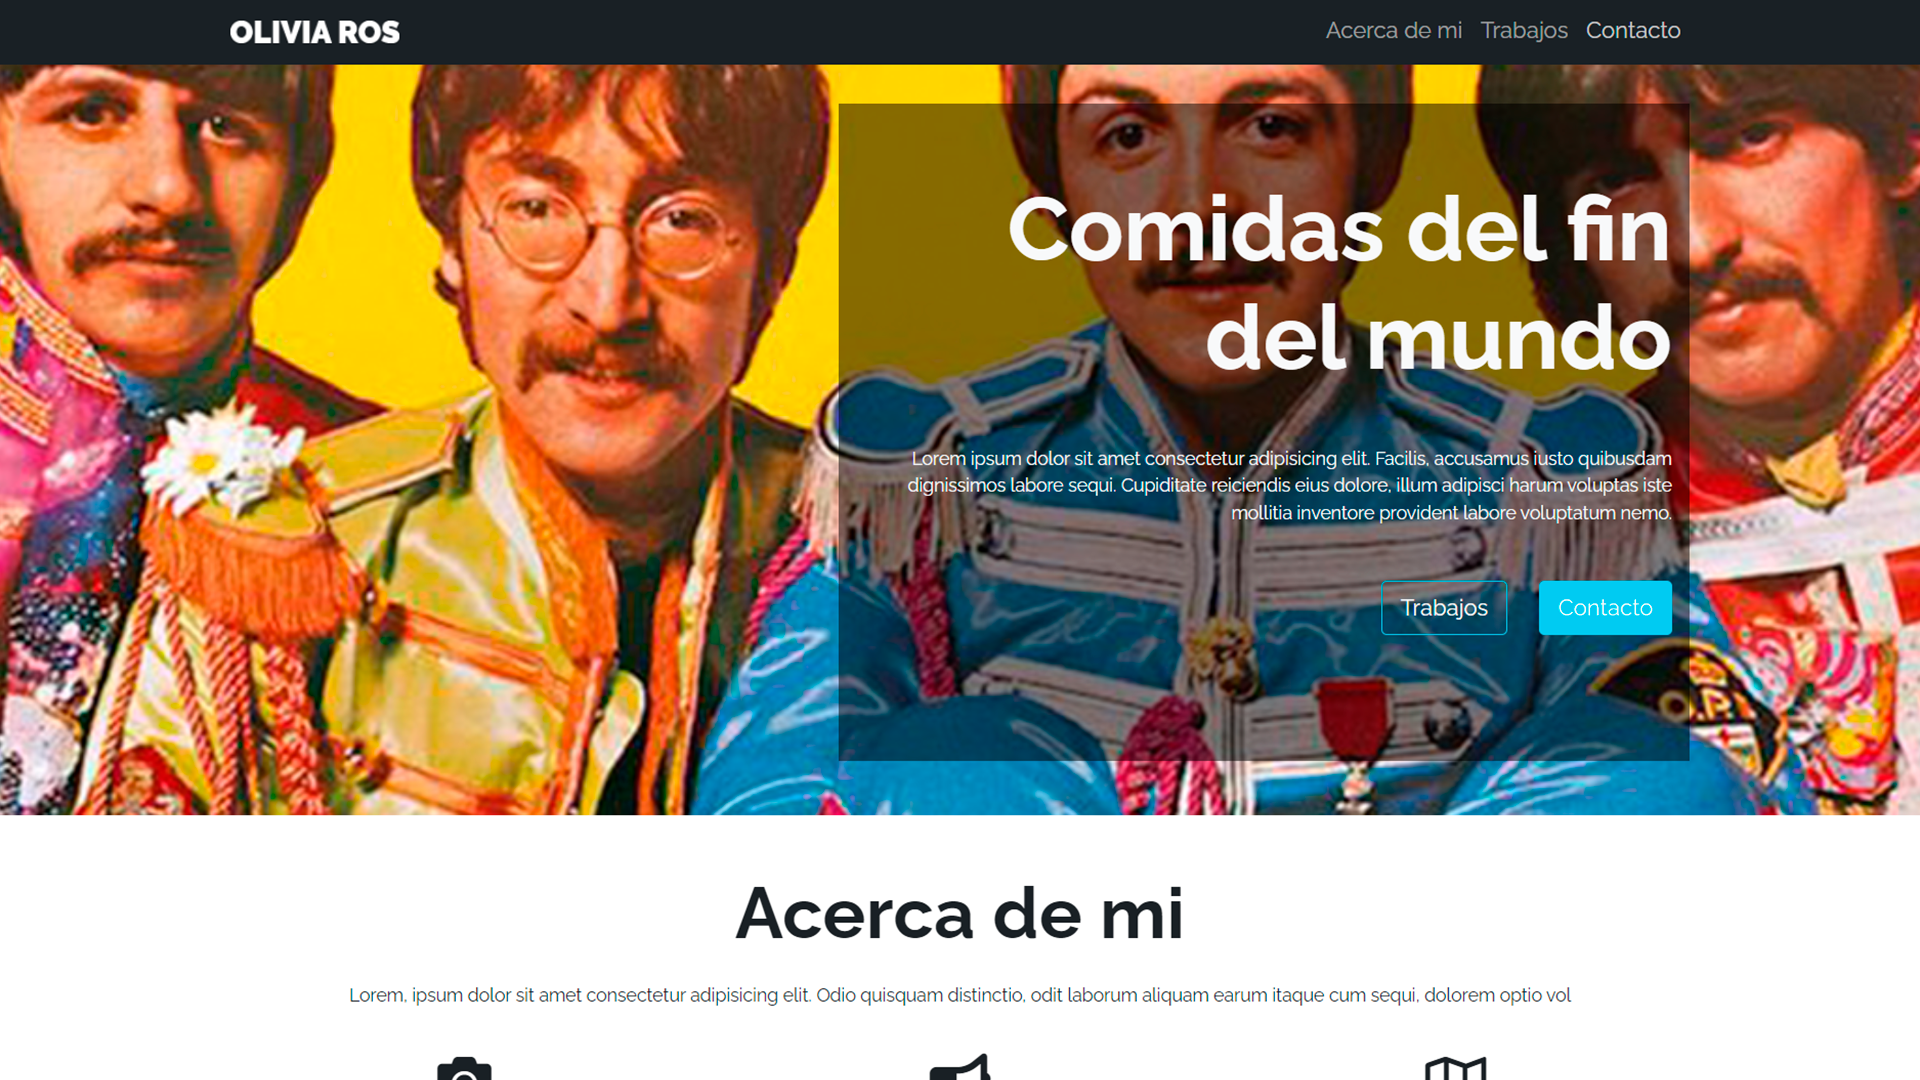 OLIVIA ROS
Acerca de mi Trabajos Contacto
Comidas del fin
del mundo
Lorem ipsum dolor sit amet consectetur adipisicing elit. Facilis, accusamus iusto quibusdam
dignissimos labore sequi. Cupiditate reiciendis eius dolore, illum adipisci harum voluptas iste
mollitia inventore provident labore voluptatum nemo.
Trabajos Contacto
O.P.
Acerca de mi
Lorem, ipsum dolor sit amet consectetur adipisicing elit. Odio quisquam distinctio, odit laborum aliquam earum itaque cum sequi, dolorem optio vol